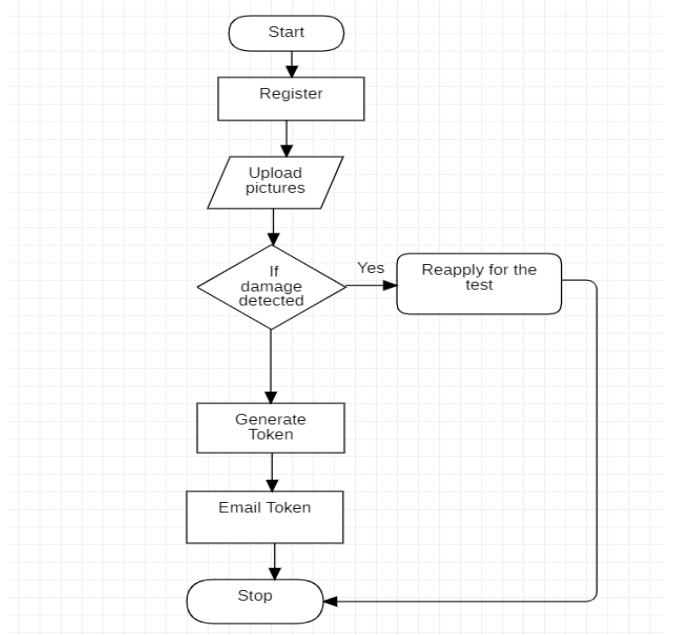 Start
Register
Upload
pictures
If
damage
detected
Yes
Reapply for the
test
Generate
Token
Email Token
Stop